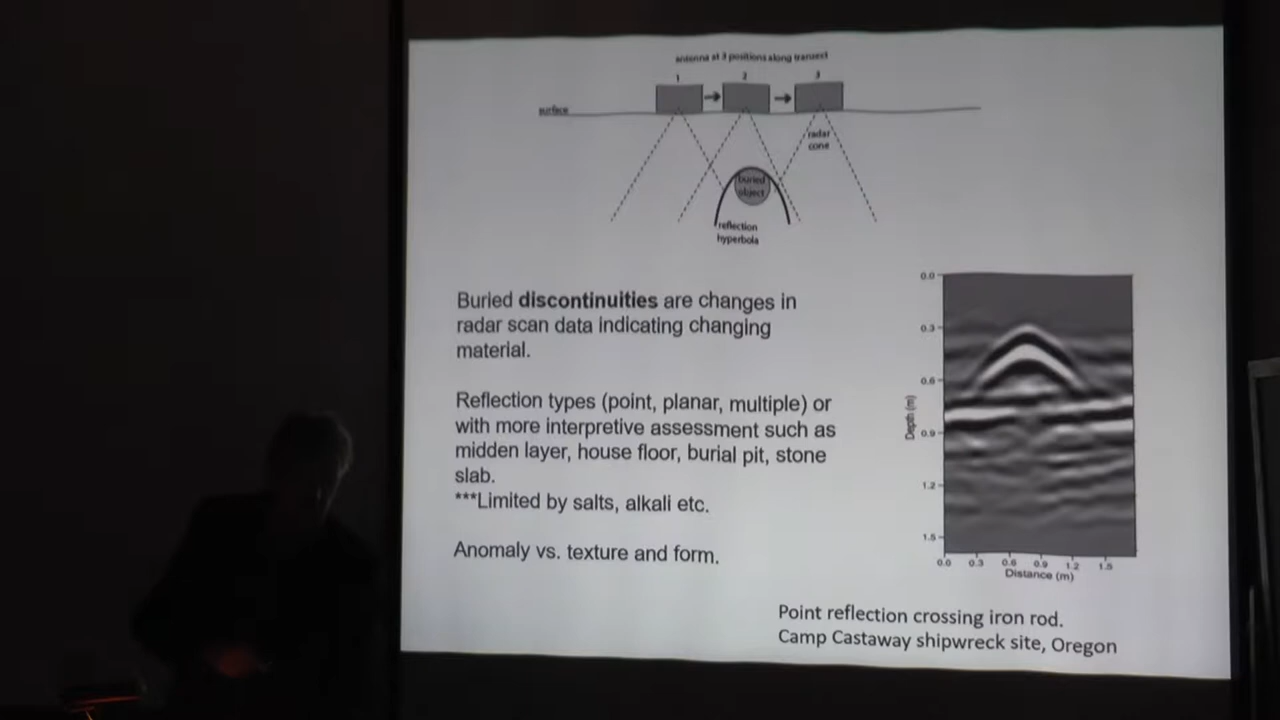 antenna at 3 positions along transect
1 2 3
surface
radar
cone
buried
object
reflection
hyperbola
Buried discontinuities are changes in
radar scan data indicating changing
material.
Reflection types (point, planar, multiple) or
with more interpretive assessment such as
midden layer, house floor, burial pit, stone
slab.
***Limited by salts, alkali etc.
Anomaly vs. texture and form.
0.0
0.3
0.6
0.9
1.2
1.5
Depth (m)
0.0 0.3 0.6 0.9 1.2 1.5
Distance (m)
Point reflection crossing iron rod.
Camp Castaway shipwreck site, Oregon